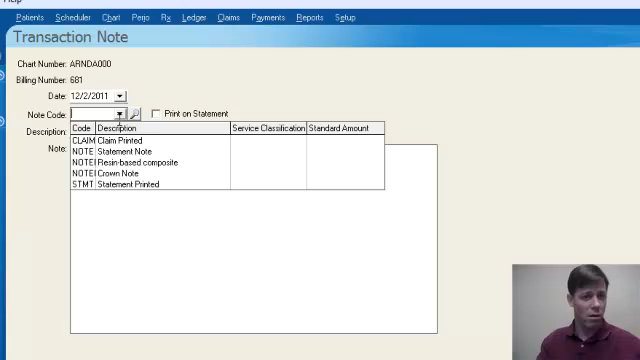 Help
Patients Scheduler Chart Perio Rx Ledger Claims Payments Reports Setup
Transaction Note
Chart Number: ARNDA000
Billing Number: 681
Date: 12/2/2011
Note Code: Print on Statement
Description:
Code Description Service Classification Standard Amount
CLAIM Claim Printed
Note:
NOTE Statement Note
NOTEI Resin-based composite
NOTEI Crown Note
STMT Statement Printed